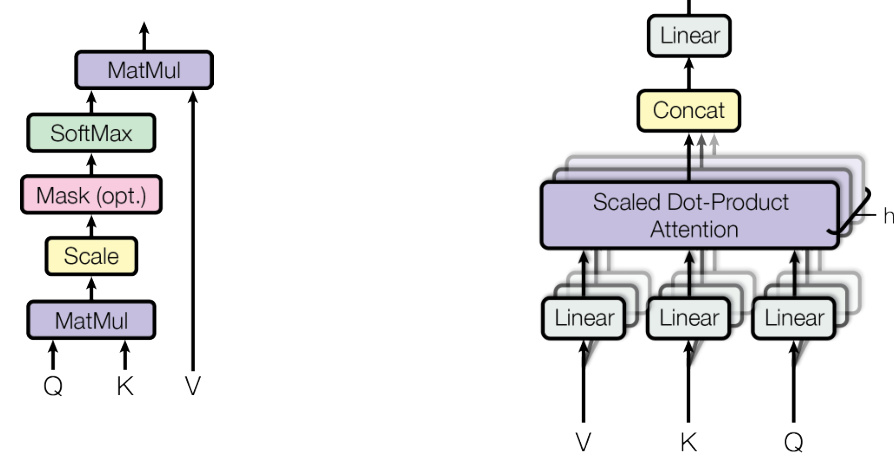 MatMul
SoftMax
Mask (opt.)
Scale
MatMul
Q K V
Linear
Concat
Scaled Dot-Product
Attention
h
Linear Linear Linear
V K Q